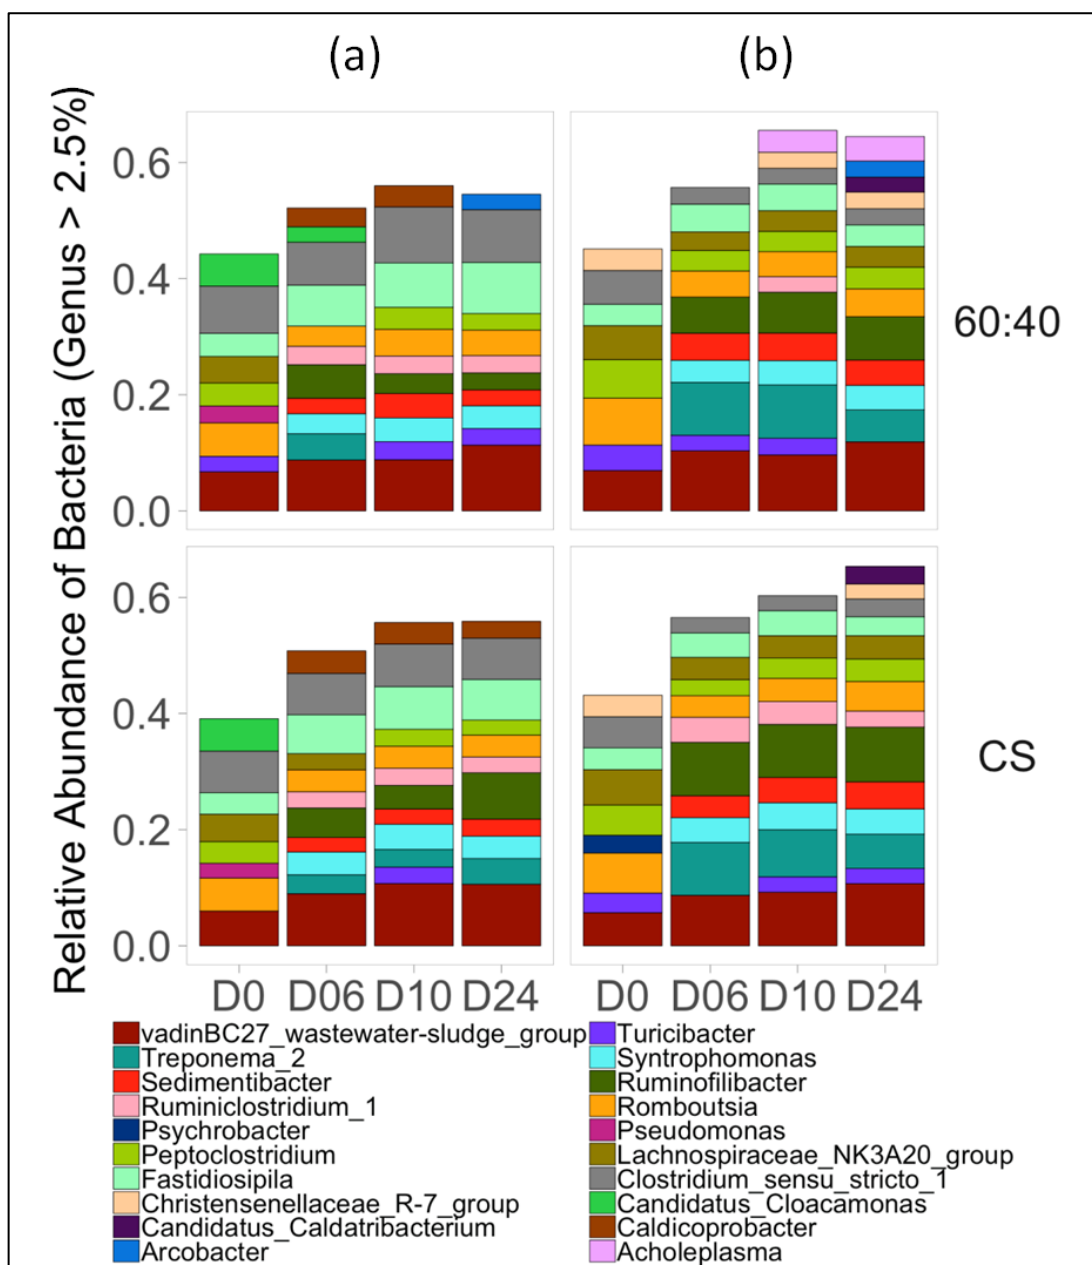 (a) (b)
Relative Abundance of Bacteria (Genus > 2.5%)
0.6
0.4
0.2
0.0
60:40
0.6
0.4
0.2
0.0
CS
D0 D06 D10 D24 D0 D06 D10 D24
vadinBC27_wastewater-sludge_group Turicibacter
Treponema_2 Syntrophomonas
Sedimentibacter Ruminofilibacter
Ruminiclostridium_1 Romboutsia
Psychrobacter Pseudomonas
Peptoclostridium Lachnospiraceae_NK3A20_group
Fastidiosipila Clostridium_sensu_stricto_1
Christensenellaceae_R-7_group Candidatus_Cloacamonas
Candidatus_Caldatribacterium Caldicoprobacter
Arcobacter Acholeplasma